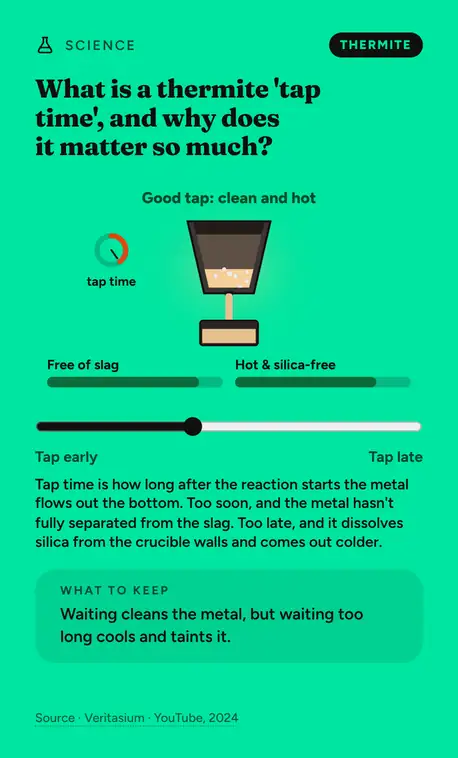 SCIENCE
THERMITE
What is a thermite 'tap
time', and why does
it matter so much?
Good tap: clean and hot
tap time
Free of slag
Hot & silica-free
Tap early
Tap late
Tap time is how long after the reaction starts the metal
flows out the bottom. Too soon, and the metal hasn't
fully separated from the slag. Too late, and it dissolves
silica from the crucible walls and comes out colder.
WHAT TO KEEP
Waiting cleans the metal, but waiting too
long cools and taints it.
Source · Veritasium · YouTube, 2024